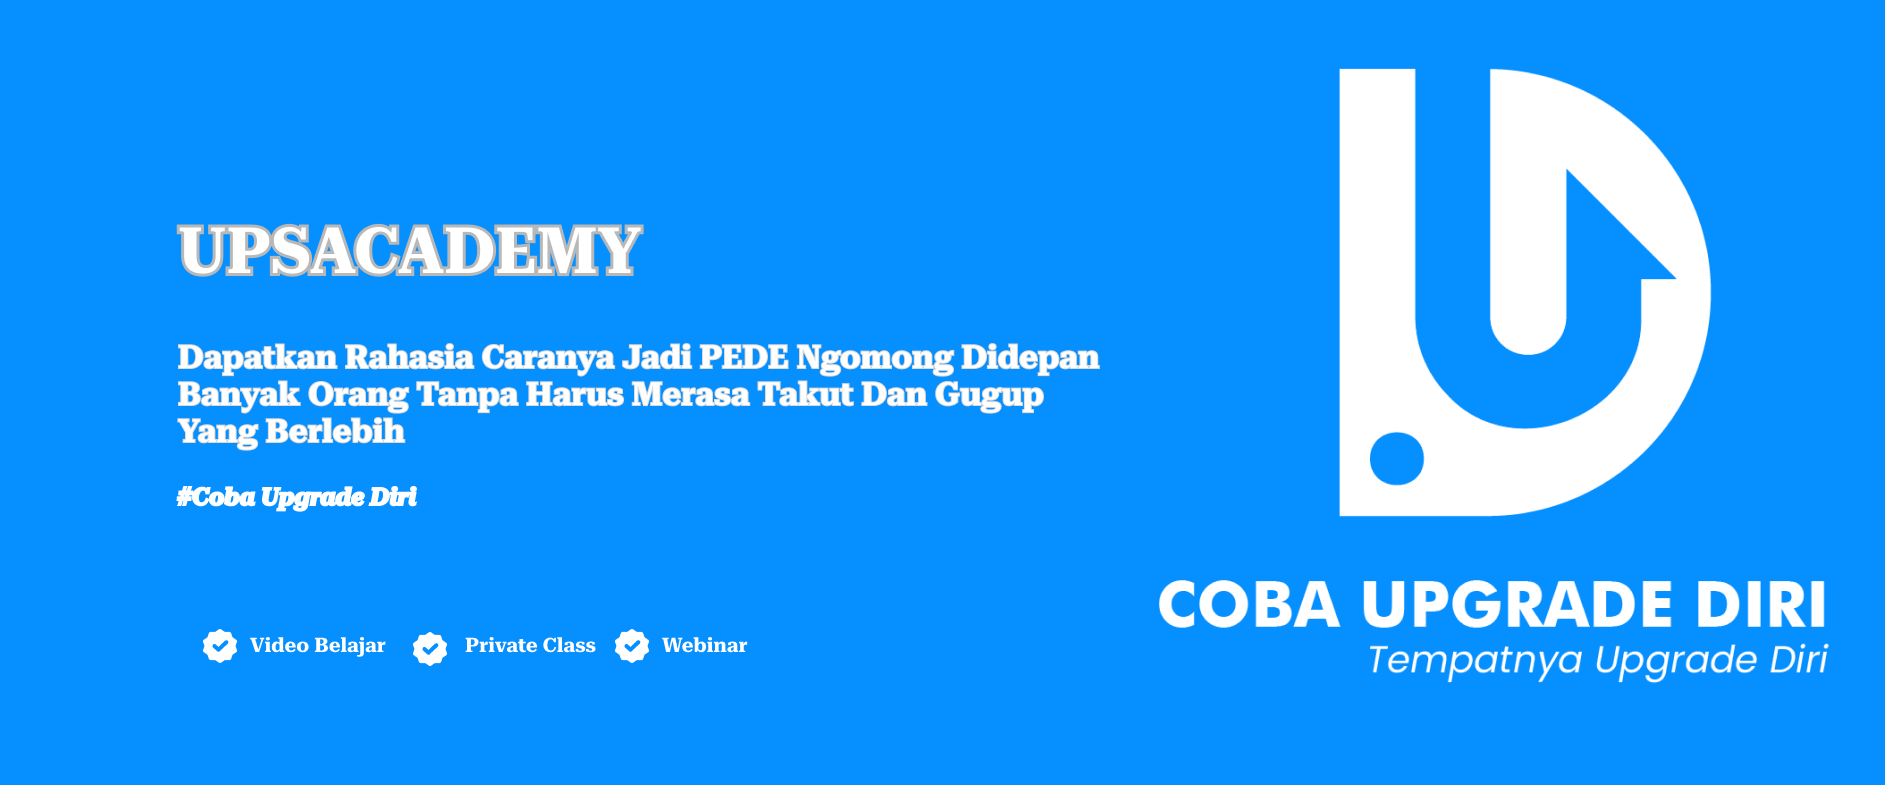 UPSACADEMY
Dapatkan Rahasia Caranya Jadi PEDE Ngomong Didepan
Banyak Orang Tanpa Harus Merasa Takut Dan Gugup
Yang Berlebih
#Coba Upgrade Diri
Video Belajar Private Class Webinar
COBA UPGRADE DIRI
Tempatnya Upgrade Diri